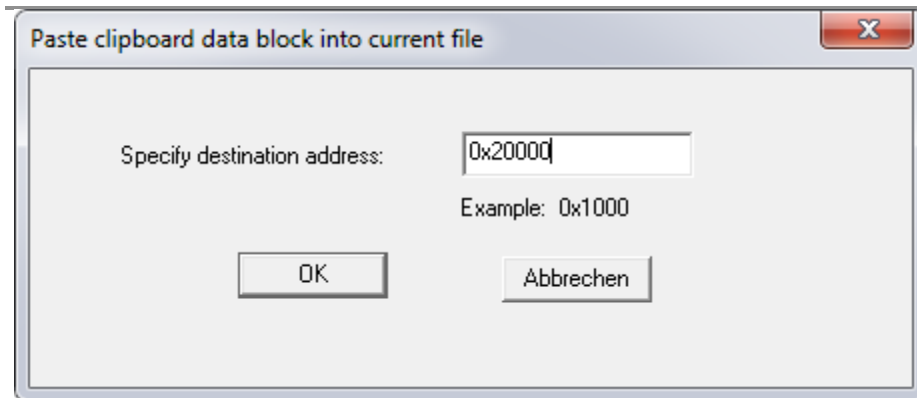 Paste clipboard data block into current file
Specify destination address: 0x20000
Example: 0x1000
OK Abbrechen